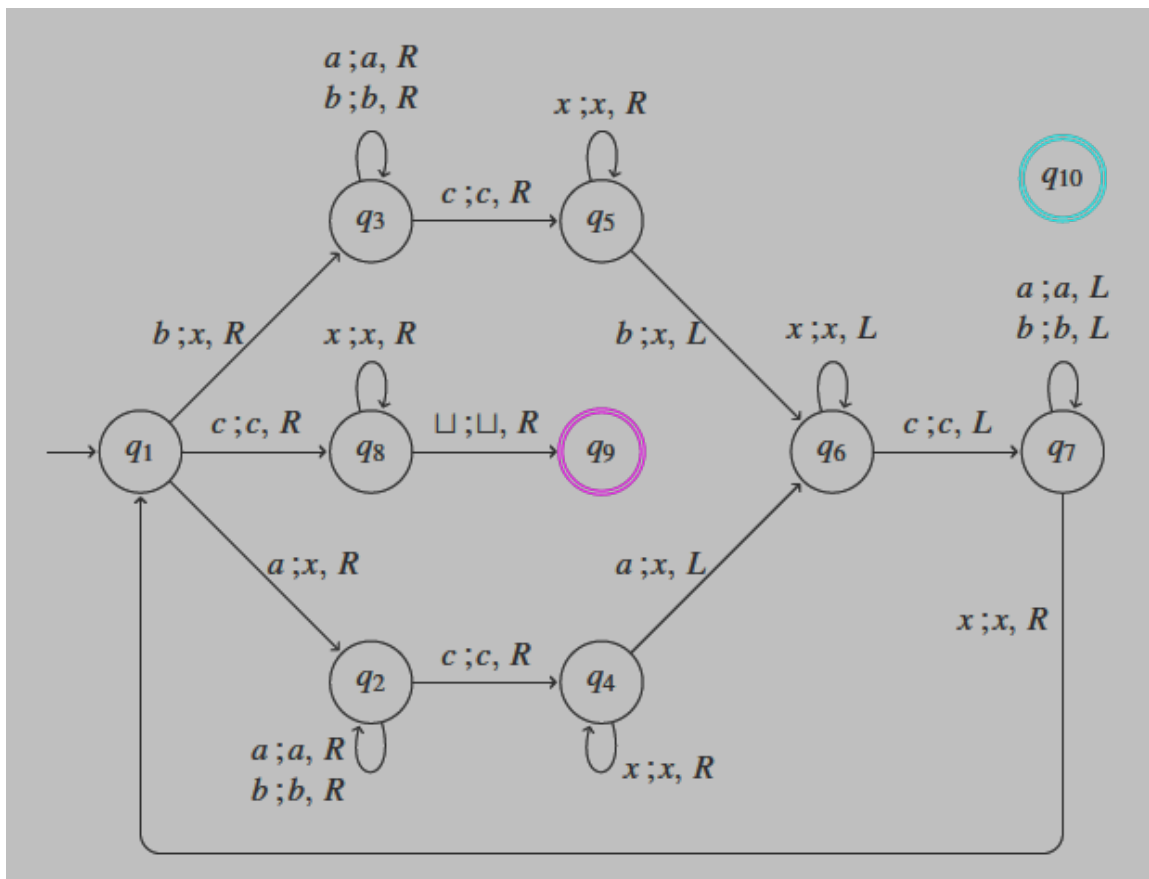 a ;a, R
b ;b, R
x ;x, R
q10
q3
c ;c, R
q5
a ;a, L
b ;b, L
b ;x, R
x ;x, R
b ;x, L
x ;x, L
q1
c ;c, R
q8
⊔ ;⊔, R
q9
q6
c ;c, L
q7
a ;x, R
a ;x, L
x ;x, R
q2
c ;c, R
q4
a ;a, R
b ;b, R
x ;x, R